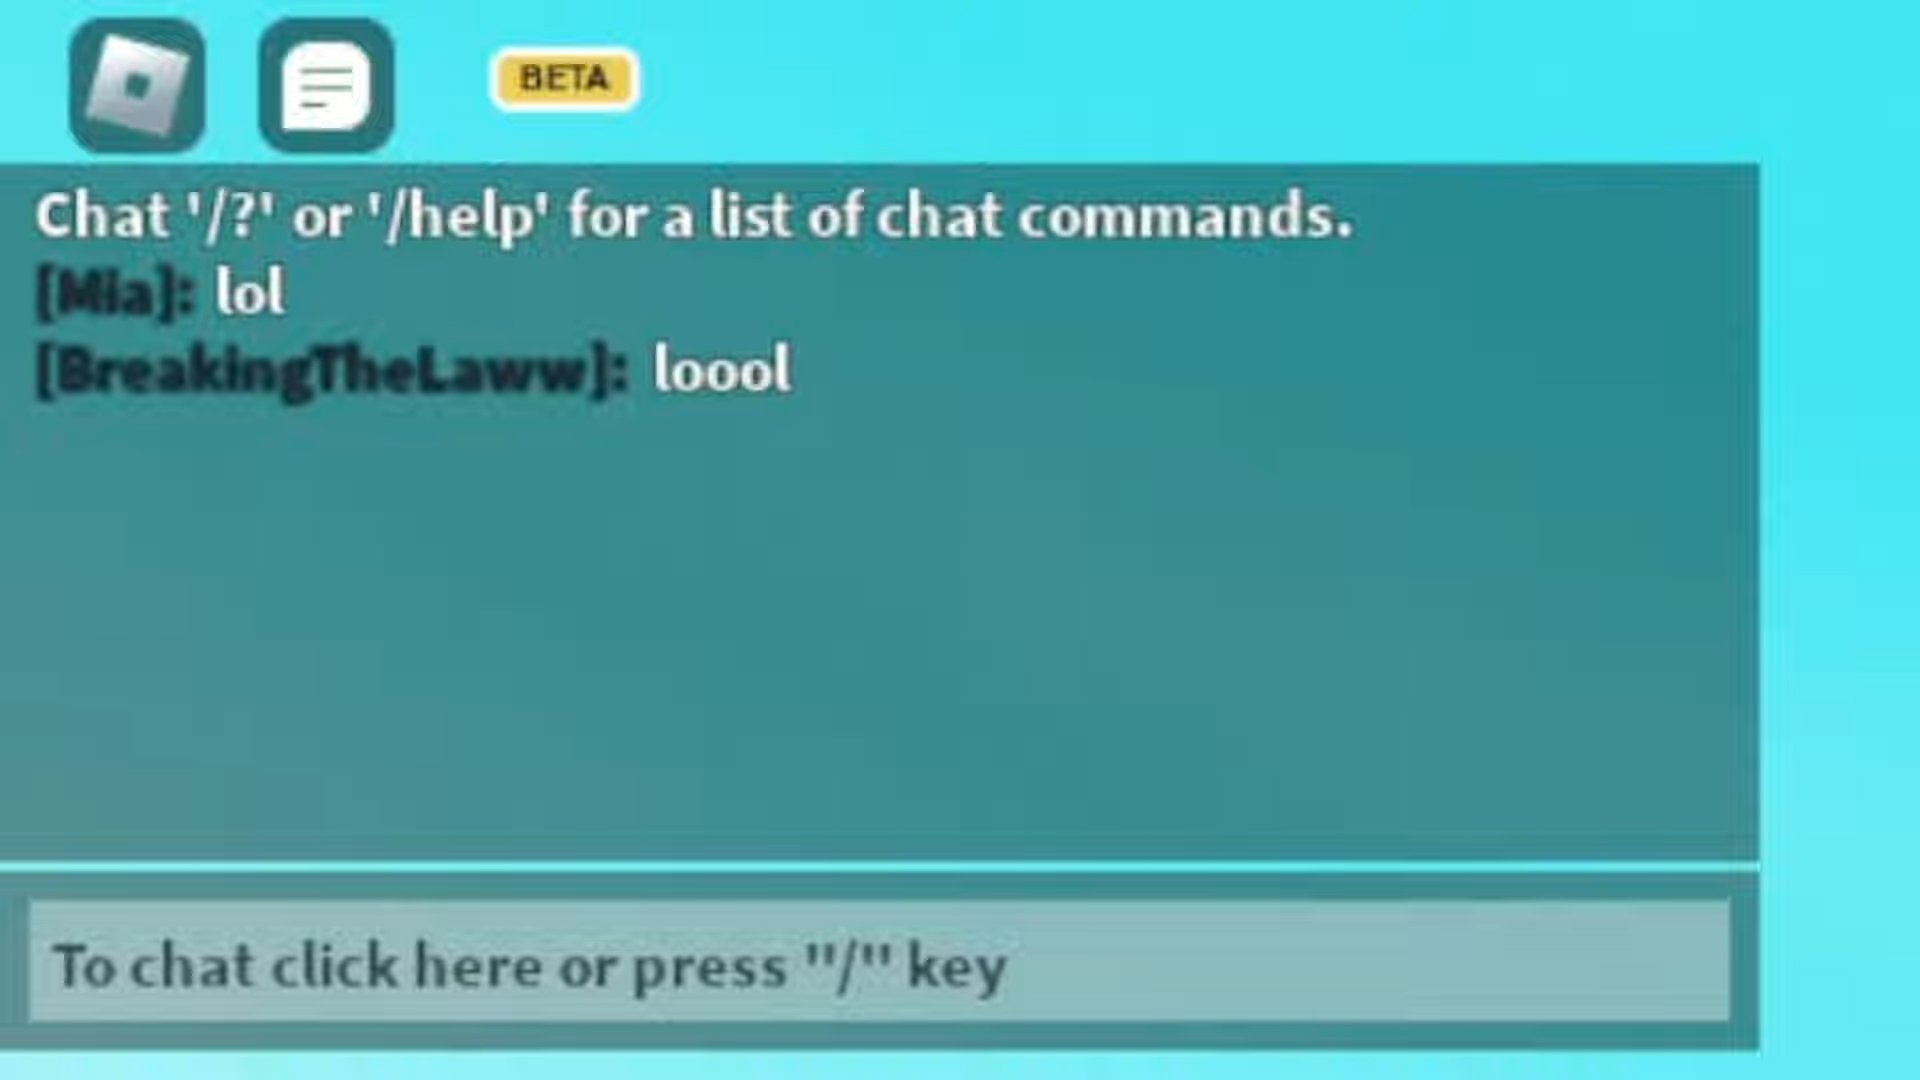 BETA
Chat '/?' or '/help' for a list of chat commands.
[Mia]: lol
[BreakingTheLaww]: loool
To chat click here or press "/" key